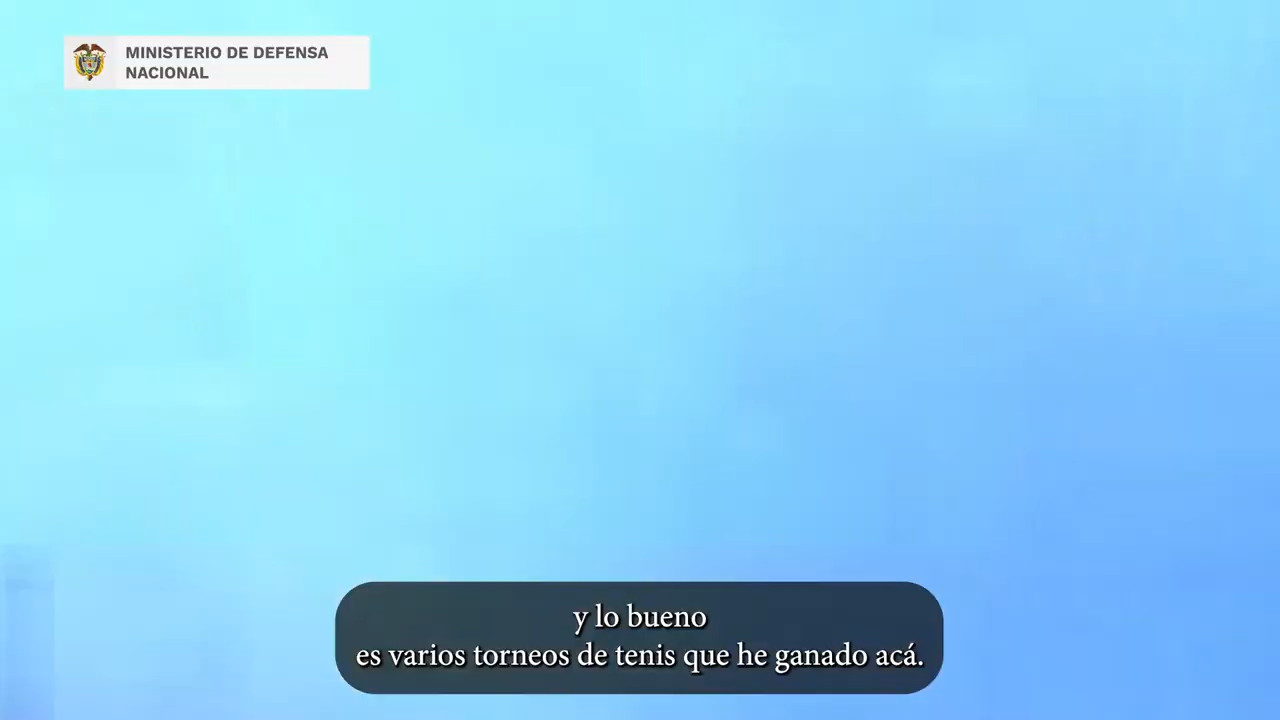 MINISTERIO DE DEFENSA
NACIONAL
y lo bueno
es varios torneos de tenis que he ganado acá.